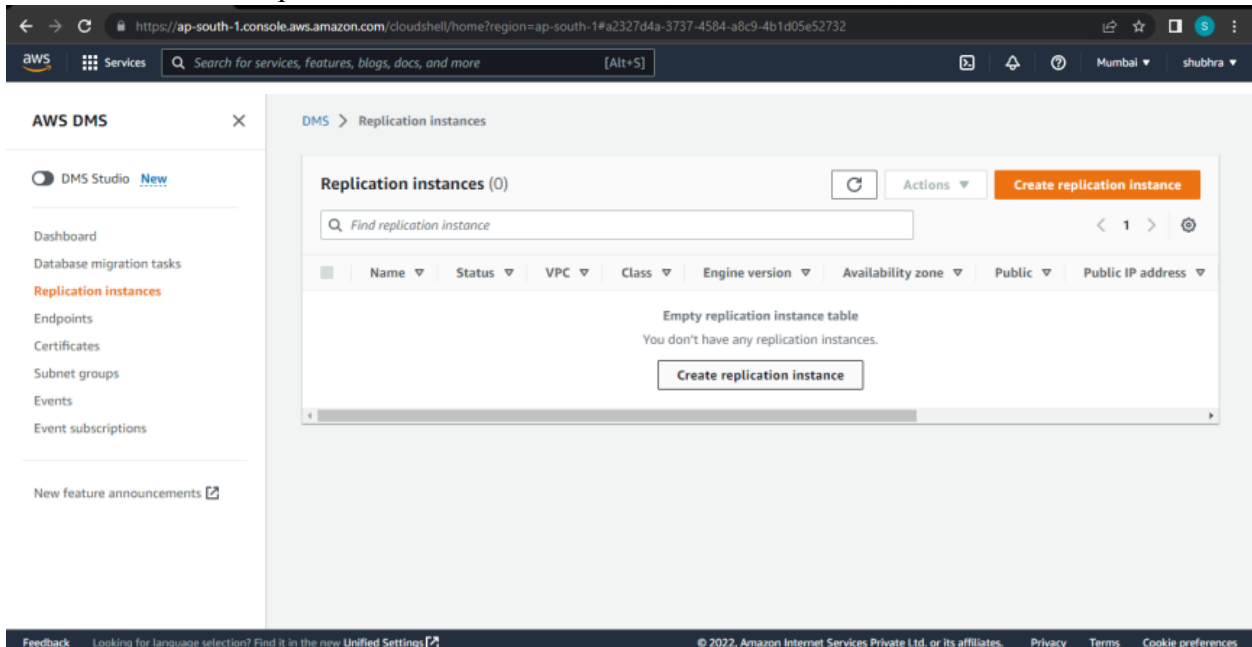 https://ap-south-1.console.aws.amazon.com/cloudshell/home?region=ap-south-1#a2327d4a-3737-4584-a8c9-4b1d05e52732 S
aws Services Search for services, features, blogs, docs, and more [Alt+S] Mumbai shubhra
AWS DMS
DMS Studio New
Dashboard
Database migration tasks
Replication instances
Endpoints
Certificates
Subnet groups
Events
Event subscriptions
New feature announcements
DMS > Replication instances
Replication instances (0) Actions Create replication instance
Find replication instance < 1 >
Name Status VPC Class Engine version Availability zone Public Public IP address
Empty replication instance table
You don't have any replication instances.
Create replication instance
Feedback Looking for language selection? Find it in the new Unified Settings © 2022, Amazon Internet Services Private Ltd. or its affiliates. Privacy Terms Cookie preferences